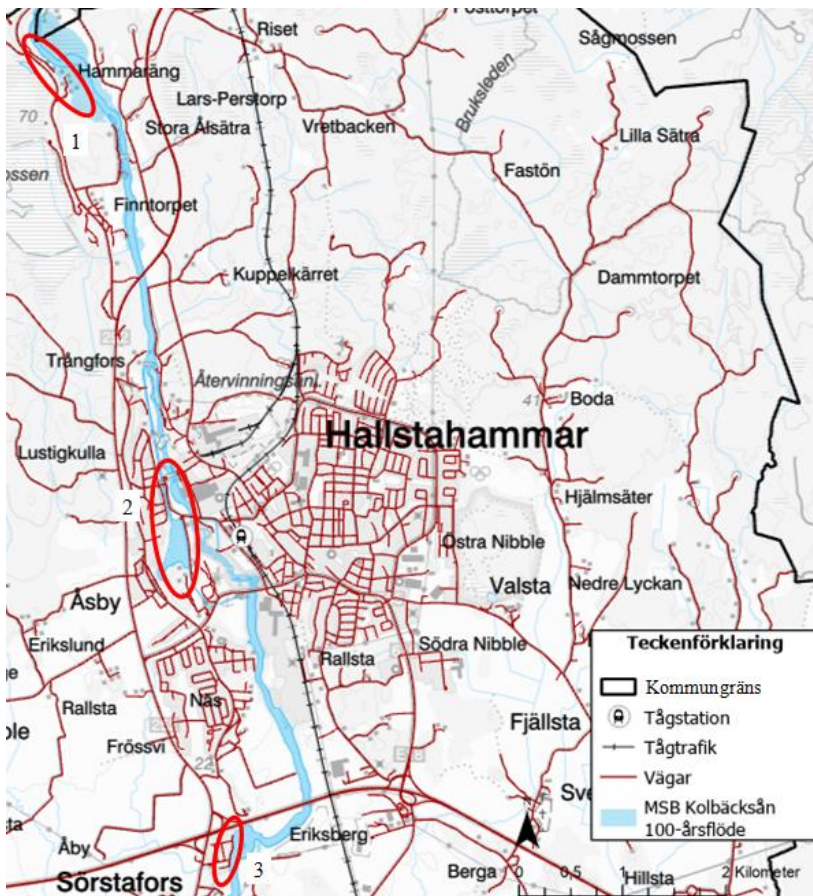 Riset
Sågmossen
Hammaräng
Lars-Perstorp
Bruksleden
70
Stora Ålsätra
Vretbacken
Lilla Sätra
1
Fastön
Finntorpet
Kuppelkärret
Dammtorpet
Trångfors
Återvinningsanl.
41
Boda
Hallstahammar
Lustigkulla
2
Hjälmsäter
Östra Nibble
Valsta
Nedre Lyckan
Åsby
Erikslund
Södra Nibble
Rallsta
Rallsta
Näs
Fjällsta
Frössvi
22
Åby
Eriksberg
3
Sörstafors
Berga
Hillsta
Teckenförklaring
Kommungräns
Tågstation
Tågtrafik
Vägar
MSB Kolbäcksån
100-årsflöde
0 0,5 1 2 Kilometer